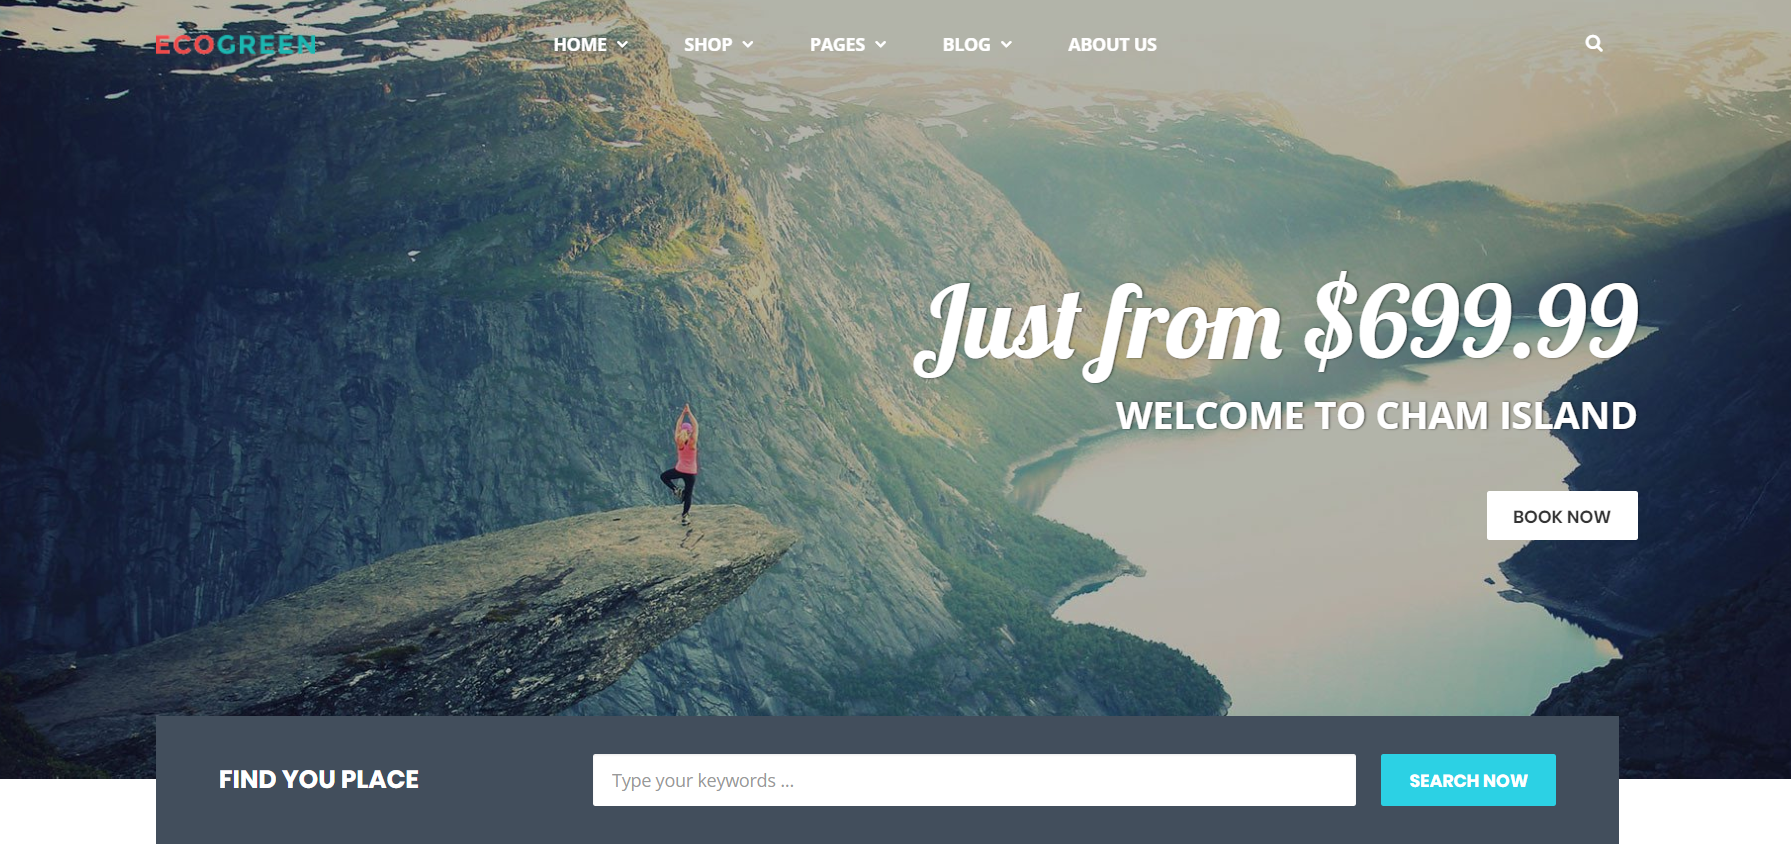 ECOGREEN
HOME SHOP PAGES BLOG ABOUT US
Just from $699.99
WELCOME TO CHAM ISLAND
BOOK NOW
FIND YOU PLACE
Type your keywords ...
SEARCH NOW